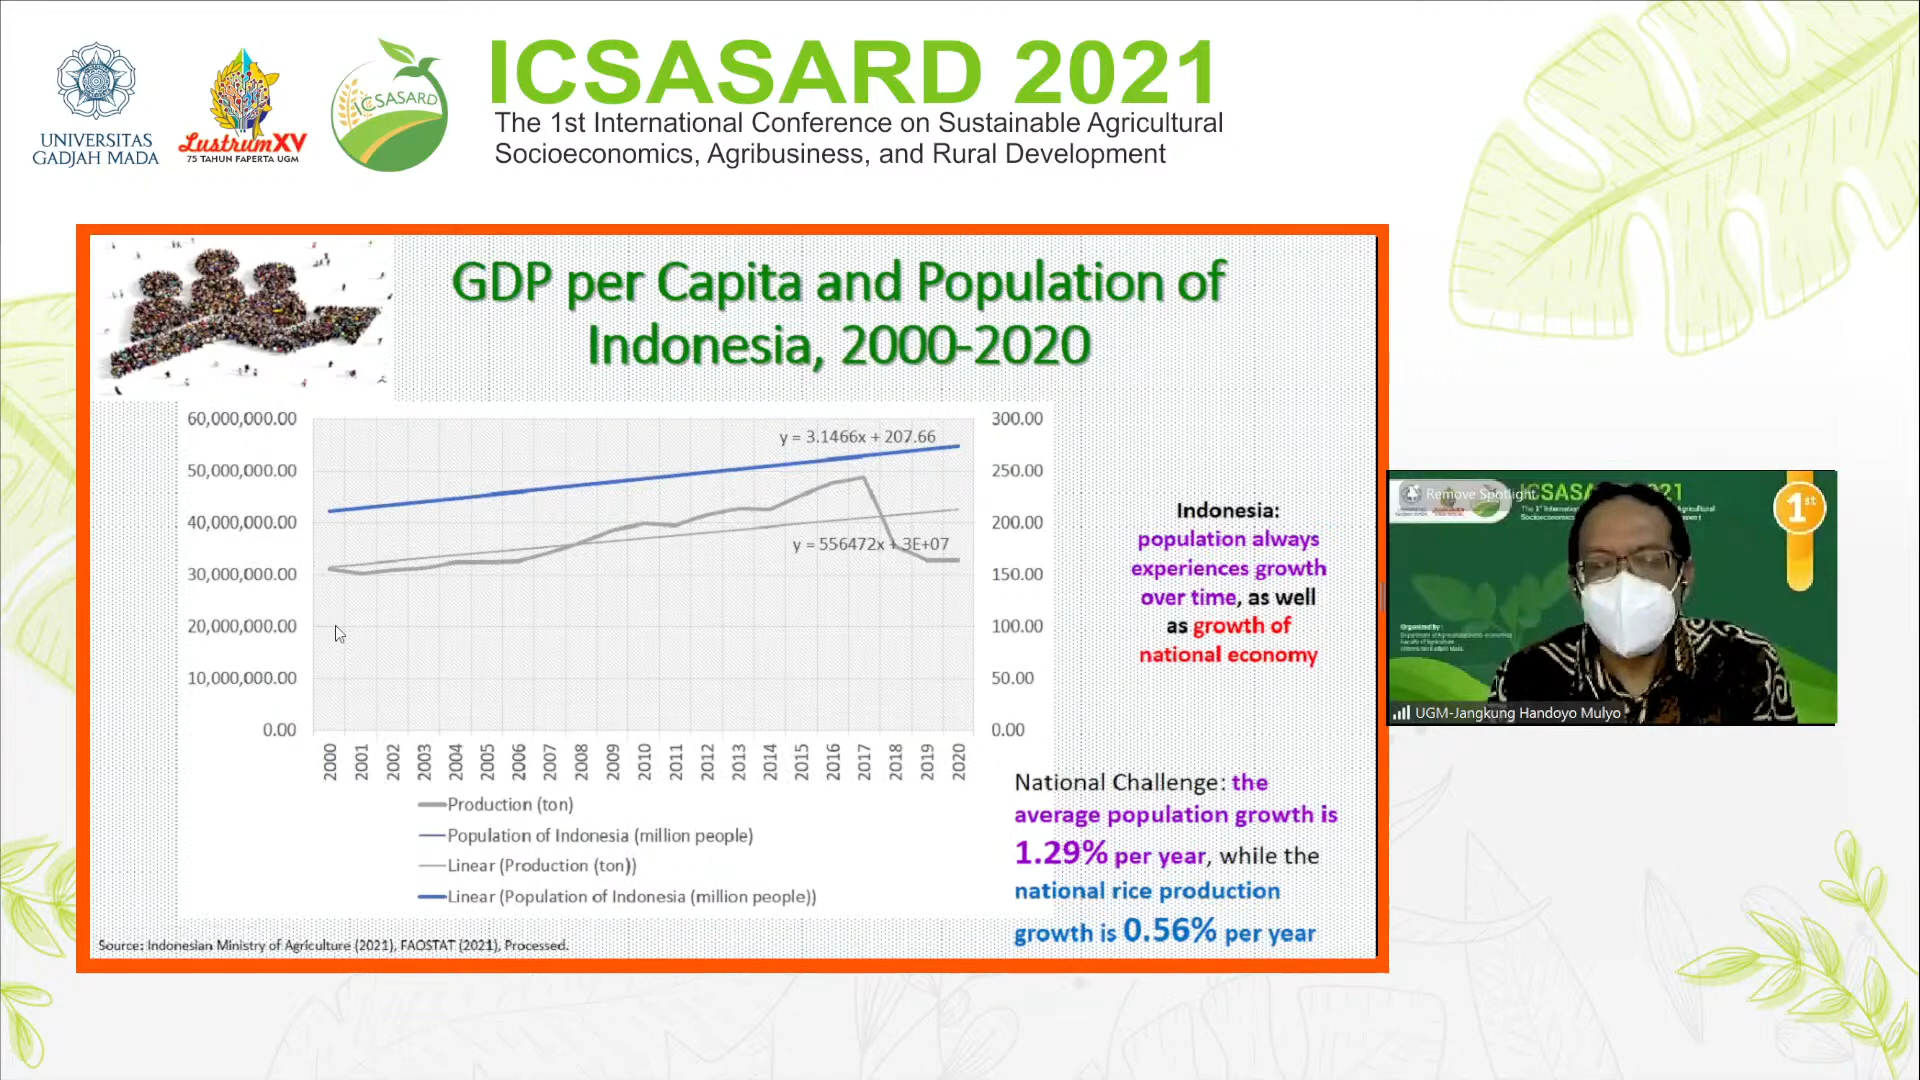 UNIVERSITAS
GADJAH MADA
LustrumXV
75 TAHUN FAPERTA UGM
ICSASARD
ICSASARD 2021
The 1st International Conference on Sustainable Agricultural
Socioeconomics, Agribusiness, and Rural Development
GDP per Capita and Population of
Indonesia, 2000-2020
60,000,000.00
50,000,000.00
40,000,000.00
30,000,000.00
20,000,000.00
10,000,000.00
0.00
300.00
250.00
200.00
150.00
100.00
50.00
0.00
y = 3.1466x + 207.66
y = 556472x + 3E+07
2000
2001
2002
2003
2004
2005
2006
2007
2008
2009
2010
2011
2012
2013
2014
2015
2016
2017
2018
2019
2020
Production (ton)
Population of Indonesia (million people)
Linear (Production (ton))
Linear (Population of Indonesia (million people))
Indonesia:
population always
experiences growth
over time, as well
as growth of
national economy
National Challenge: the
average population growth is
1.29% per year, while the
national rice production
growth is 0.56% per year
Source: Indonesian Ministry of Agriculture (2021), FAOSTAT (2021), Processed.
Remove Spotlight
1st
Organized by :
UGM-Jangkung Handoyo Mulyo